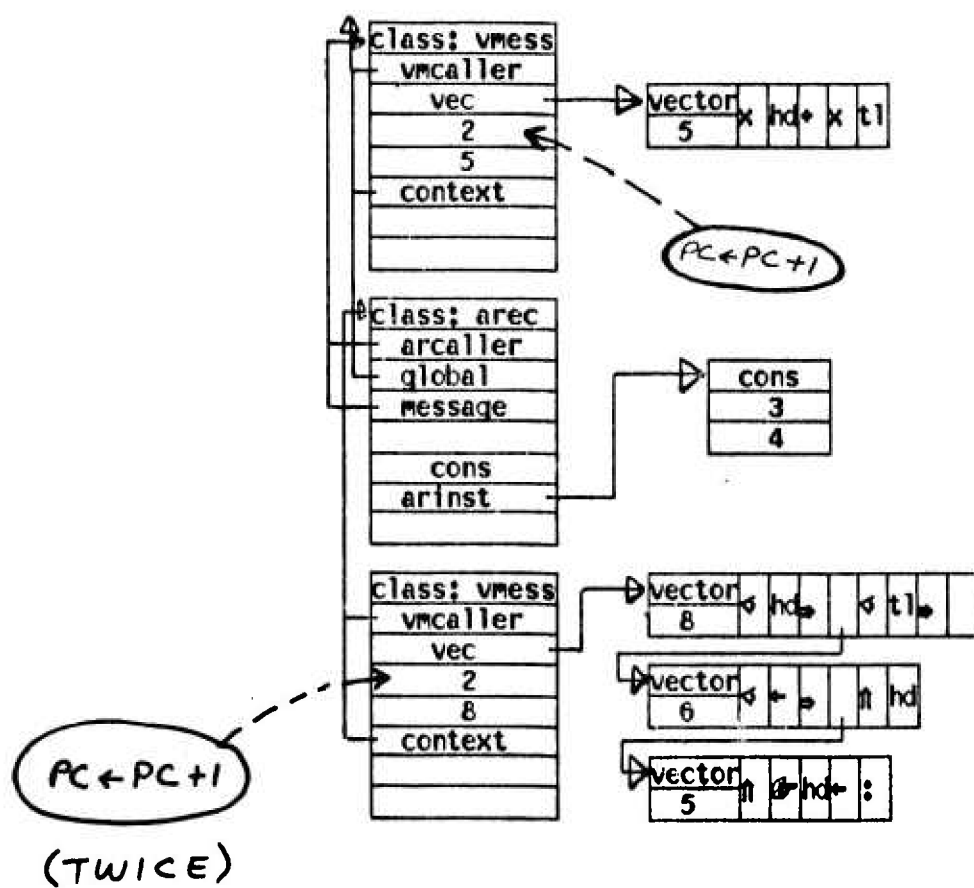 class: vmess
vmcaller
vec
2
5
context
vector
5
x hd + x tl
PC←PC+1
class: arec
arcaller
global
message
cons
arinst
cons
3
4
class: vmess
vmcaller
vec
2
8
context
vector
8
∢ hd ⇒ ∢ tl ⇒
vector
6
∢ ← ⇒ ⇑ hd
vector
5
⇑ ☞ hd ← :
PC←PC+1
(TWICE)